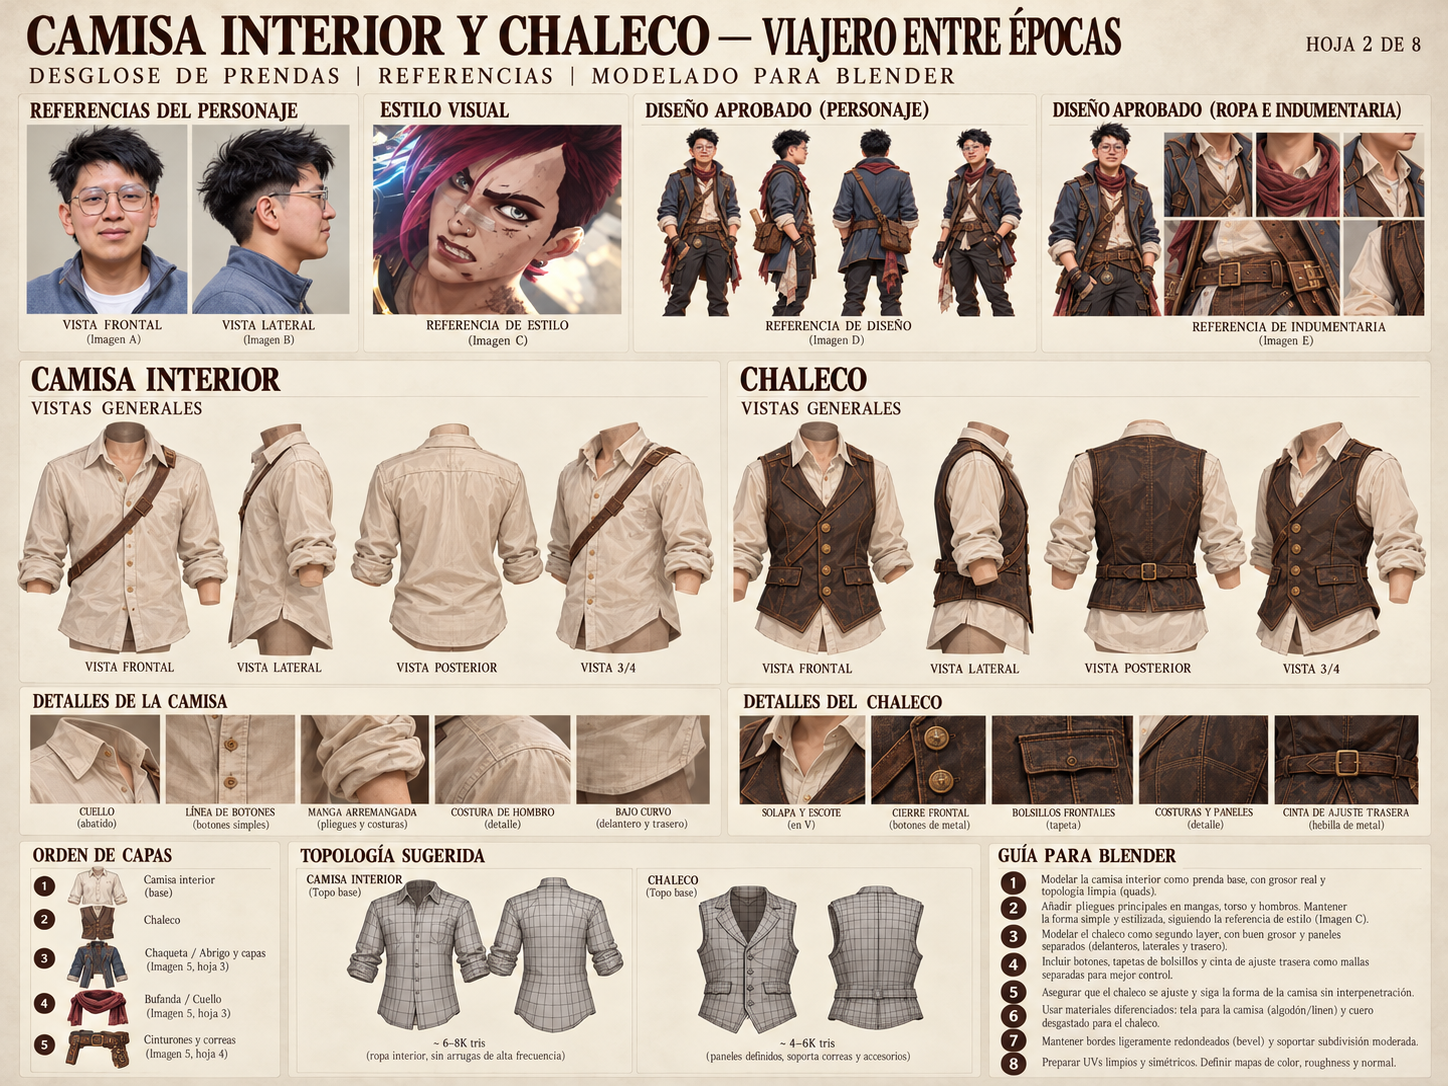 CAMISA INTERIOR Y CHALECO — VIAJERO ENTRE ÉPOCAS
HOJA 2 DE 8
DESGLOSE DE PRENDAS | REFERENCIAS | MODELADO PARA BLENDER
REFERENCIAS DEL PERSONAJE
VISTA FRONTAL
(Imagen A)
VISTA LATERAL
(Imagen B)
ESTILO VISUAL
REFERENCIA DE ESTILO
(Imagen C)
DISEÑO APROBADO (PERSONAJE)
REFERENCIA DE DISEÑO
(Imagen D)
DISEÑO APROBADO (ROPA E INDUMENTARIA)
REFERENCIA DE INDUMENTARIA
(Imagen E)
CAMISA INTERIOR
VISTAS GENERALES
VISTA FRONTAL
VISTA LATERAL
VISTA POSTERIOR
VISTA 3/4
CHALECO
VISTAS GENERALES
VISTA FRONTAL
VISTA LATERAL
VISTA POSTERIOR
VISTA 3/4
DETALLES DE LA CAMISA
CUELLO
(abatido)
LÍNEA DE BOTONES
(botones simples)
MANGA ARREMANGADA
(pliegues y costuras)
COSTURA DE HOMBRO
(detalle)
BAJO CURVO
(delantero y trasero)
DETALLES DEL CHALECO
SOLAPA Y ESCOTE
(en V)
CIERRE FRONTAL
(botones de metal)
BOLSILLOS FRONTALES
(tapeta)
COSTURAS Y PANELES
(detalle)
CINTA DE AJUSTE TRASERA
(hebilla de metal)
ORDEN DE CAPAS
1 Camisa interior
(base)
2 Chaleco
3 Chaqueta / Abrigo y capas
(Imagen 5, hoja 3)
4 Bufanda / Cuello
(Imagen 5, hoja 3)
5 Cinturones y correas
(Imagen 5, hoja 4)
TOPOLOGÍA SUGERIDA
CAMISA INTERIOR
(Topo base)
~ 6–8K tris
(ropa interior, sin arrugas de alta frecuencia)
CHALECO
(Topo base)
~ 4–6K tris
(paneles definidos, soporta correas y accesorios)
GUÍA PARA BLENDER
1 Modelar la camisa interior como prenda base, con grosor real y
topología limpia (quads).
2 Añadir pliegues principales en mangas, torso y hombros. Mantener
la forma simple y estilizada, siguiendo la referencia de estilo (Imagen C).
3 Modelar el chaleco como segundo layer, con buen grosor y paneles
separados (delanteros, laterales y trasero).
4 Incluir botones, tapetas de bolsillos y cinta de ajuste trasera como mallas
separadas para mejor control.
5 Asegurar que el chaleco se ajuste y siga la forma de la camisa sin interpenetración.
6 Usar materiales diferenciados: tela para la camisa (algodón/linen) y cuero
desgastado para el chaleco.
7 Mantener bordes ligeramente redondeados (bevel) y soportar subdivisión moderada.
8 Preparar UVs limpios y simétricos. Definir mapas de color, roughness y normal.